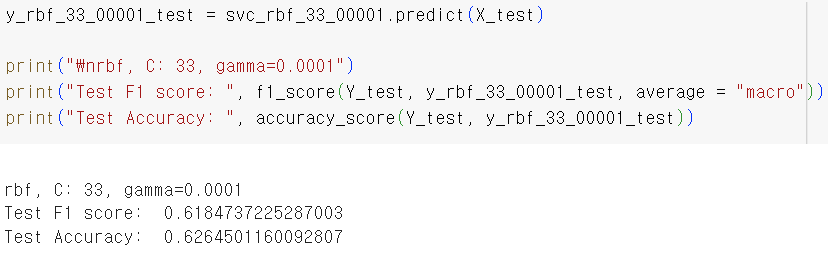 y_rbf_33_00001_test = svc_rbf_33_00001.predict(X_test)
print("₩nrbf, C: 33, gamma=0.0001")
print("Test F1 score: ", f1_score(Y_test, y_rbf_33_00001_test, average = "macro"))
print("Test Accuracy: ", accuracy_score(Y_test, y_rbf_33_00001_test))
rbf, C: 33, gamma=0.0001
Test F1 score:  0.6184737225287003
Test Accuracy:  0.6264501160092807